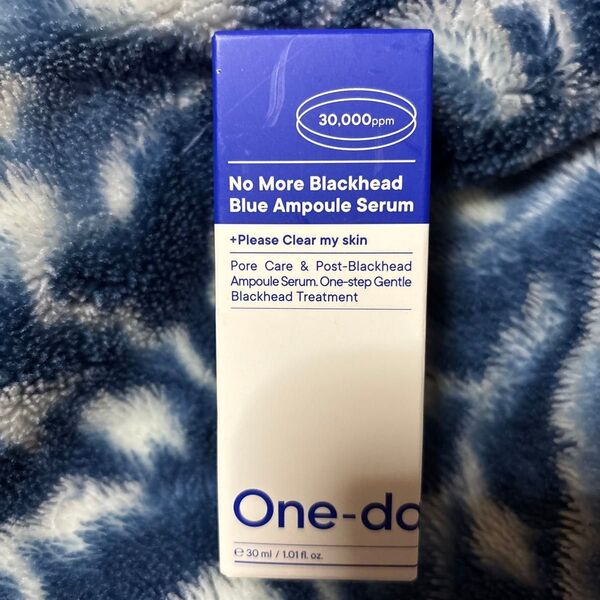 30,000ppm
No More Blackhead
Blue Ampoule Serum
+Please Clear my skin
Pore Care & Post-Blackhead
Ampoule Serum. One-step Gentle
Blackhead Treatment
One-da
℮ 30 ml / 1.01 fl. oz.